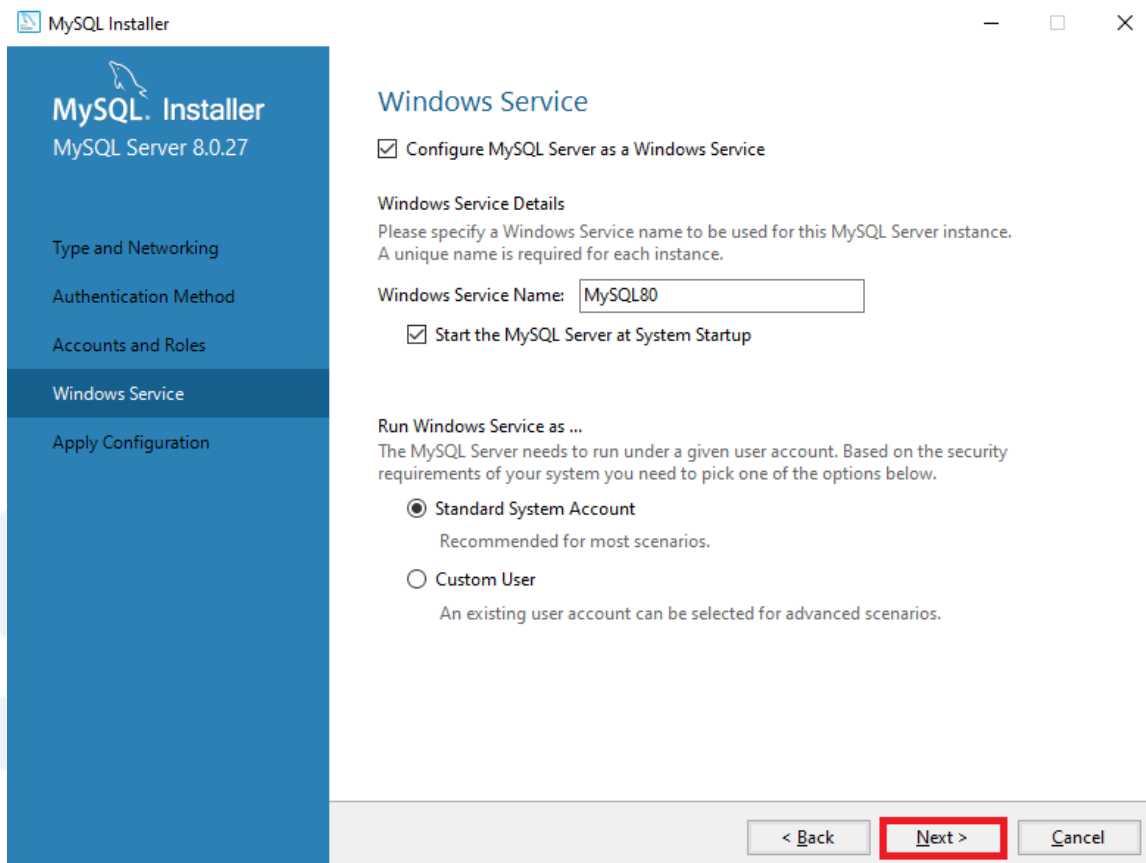 MySQL Installer
MySQL. Installer
MySQL Server 8.0.27
Type and Networking
Authentication Method
Accounts and Roles
Windows Service
Apply Configuration
Windows Service
Configure MySQL Server as a Windows Service
Windows Service Details
Please specify a Windows Service name to be used for this MySQL Server instance.
A unique name is required for each instance.
Windows Service Name: MySQL80
Start the MySQL Server at System Startup
Run Windows Service as ...
The MySQL Server needs to run under a given user account. Based on the security
requirements of your system you need to pick one of the options below.
Standard System Account
Recommended for most scenarios.
Custom User
An existing user account can be selected for advanced scenarios.
< Back Next > Cancel